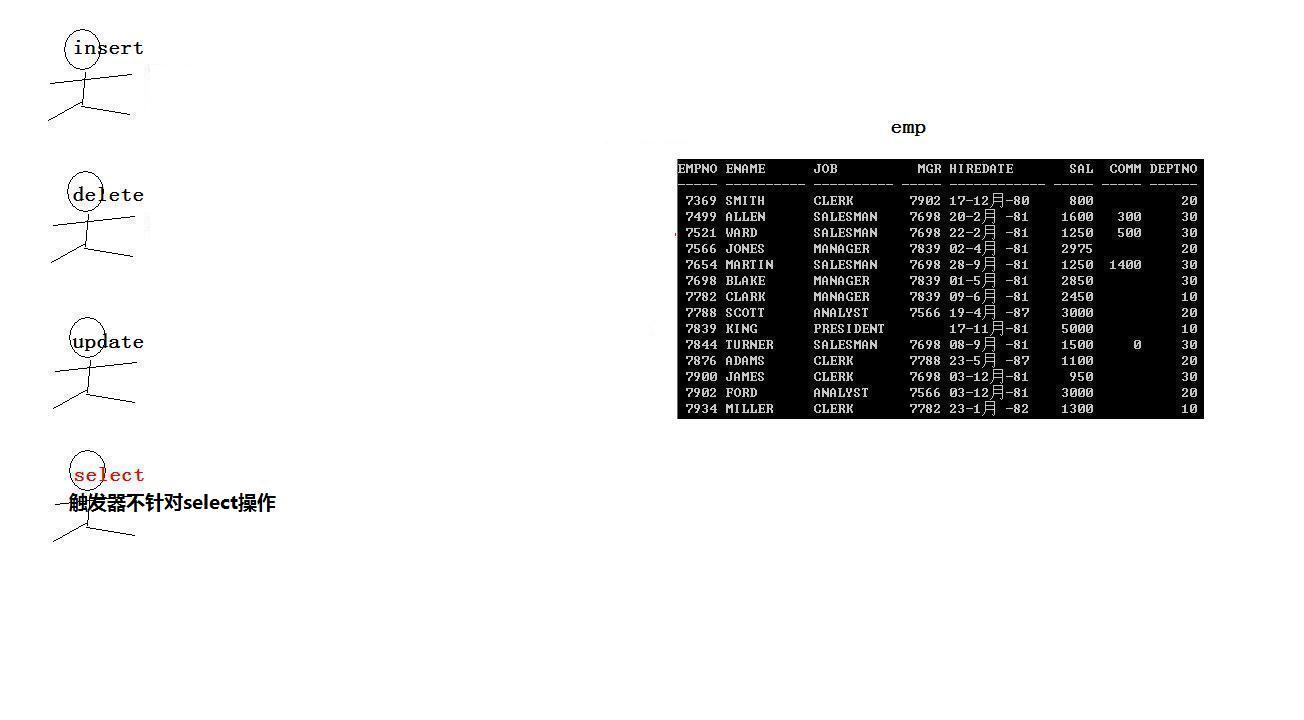 insert
delete
update
select
触发器不针对select操作
emp
EMPNO ENAME      JOB         MGR HIREDATE       SAL  COMM DEPTNO
----- ---------- ---------- ----- ------------ ----- ----- ------
7369 SMITH      CLERK      7902 17-12月-80     800           20
7499 ALLEN      SALESMAN   7698 20-2月 -81    1600   300     30
7521 WARD       SALESMAN   7698 22-2月 -81    1250   500     30
7566 JONES      MANAGER    7839 02-4月 -81    2975           20
7654 MARTIN     SALESMAN   7698 28-9月 -81    1250  1400     30
7698 BLAKE      MANAGER    7839 01-5月 -81    2850           30
7782 CLARK      MANAGER    7839 09-6月 -81    2450           10
7788 SCOTT      ANALYST    7566 19-4月 -87    3000           20
7839 KING       PRESIDENT       17-11月-81    5000           10
7844 TURNER     SALESMAN   7698 08-9月 -81    1500     0     30
7876 ADAMS      CLERK      7788 23-5月 -87    1100           20
7900 JAMES      CLERK      7698 03-12月-81     950           30
7902 FORD       ANALYST    7566 03-12月-81    3000           20
7934 MILLER     CLERK      7782 23-1月 -82    1300           10